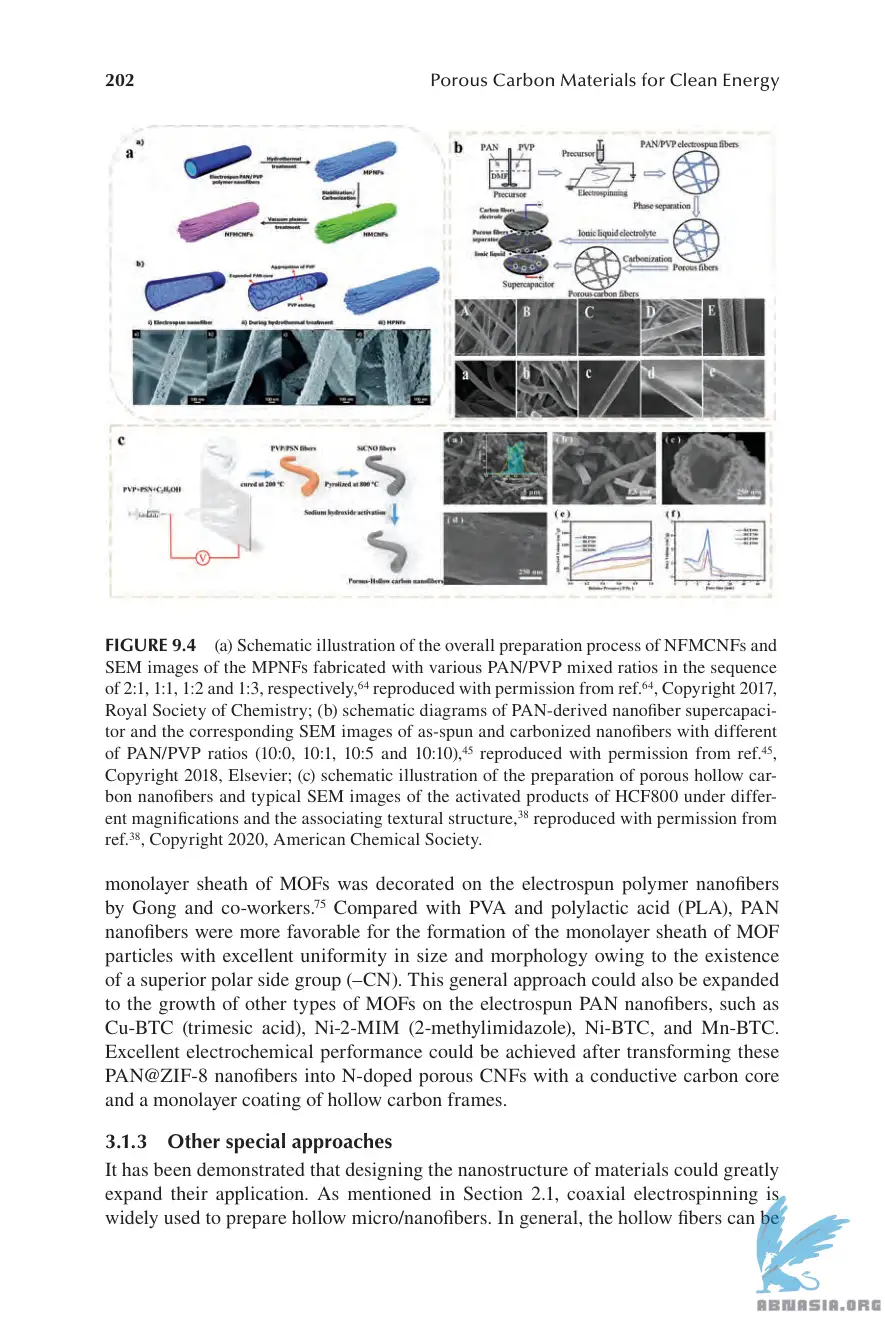 202
Porous Carbon Materials for Clean Energy
a
a)
Electrospun PAN/PVP
polymer nanofibers
Hydrothermal
treatment
MPNFs
Stabilization/
Carbonization
Vacuum plasma
treatment
NFMCNFs
NMCNFs
b)
Expanded PAN core
Aggregation of PVP
PVP etching
i) Electrospun nanofiber
ii) During hydrothermal treatment
iii) MPNFs
b
PAN
PVP
DMF
Precursor
Precursor
Electrospinning
PAN/PVP electrospun fibers
Phase separation
Carbon fibers
electrode
Porous fibers
separator
Ionic liquid
Ionic liquid electrolyte
Carbonization
Porous fibers
Supercapacitor
Porous carbon fibers
A
B
C
D
E
a
b
c
d
e
c
PVP+PSN+C2H5OH
V
PVP/PSN fibers
SiCNO fibers
cured at 200 °C
Pyrolized at 800 °C
Sodium hydroxide activation
Porous-Hollow carbon nanofibers
(a)
(b)
(c)
250 nm
(d)
250 nm
(e)
(f)
FIGURE 9.4 (a) Schematic illustration of the overall preparation process of NFMCNFs and
SEM images of the MPNFs fabricated with various PAN/PVP mixed ratios in the sequence
of 2:1, 1:1, 1:2 and 1:3, respectively,64 reproduced with permission from ref.64, Copyright 2017,
Royal Society of Chemistry; (b) schematic diagrams of PAN-derived nanofiber supercapaci-
tor and the corresponding SEM images of as-spun and carbonized nanofibers with different
of PAN/PVP ratios (10:0, 10:1, 10:5 and 10:10),45 reproduced with permission from ref.45,
Copyright 2018, Elsevier; (c) schematic illustration of the preparation of porous hollow car-
bon nanofibers and typical SEM images of the activated products of HCF800 under differ-
ent magnifications and the associating textural structure,38 reproduced with permission from
ref.38, Copyright 2020, American Chemical Society.
monolayer sheath of MOFs was decorated on the electrospun polymer nanofibers
by Gong and co-workers.75 Compared with PVA and polylactic acid (PLA), PAN
nanofibers were more favorable for the formation of the monolayer sheath of MOF
particles with excellent uniformity in size and morphology owing to the existence
of a superior polar side group (–CN). This general approach could also be expanded
to the growth of other types of MOFs on the electrospun PAN nanofibers, such as
Cu-BTC (trimesic acid), Ni-2-MIM (2-methylimidazole), Ni-BTC, and Mn-BTC.
Excellent electrochemical performance could be achieved after transforming these
PAN@ZIF-8 nanofibers into N-doped porous CNFs with a conductive carbon core
and a monolayer coating of hollow carbon frames.
3.1.3 Other special approaches
It has been demonstrated that designing the nanostructure of materials could greatly
expand their application. As mentioned in Section 2.1, coaxial electrospinning is
widely used to prepare hollow micro/nanofibers. In general, the hollow fibers can be
ABNASIA.ORG